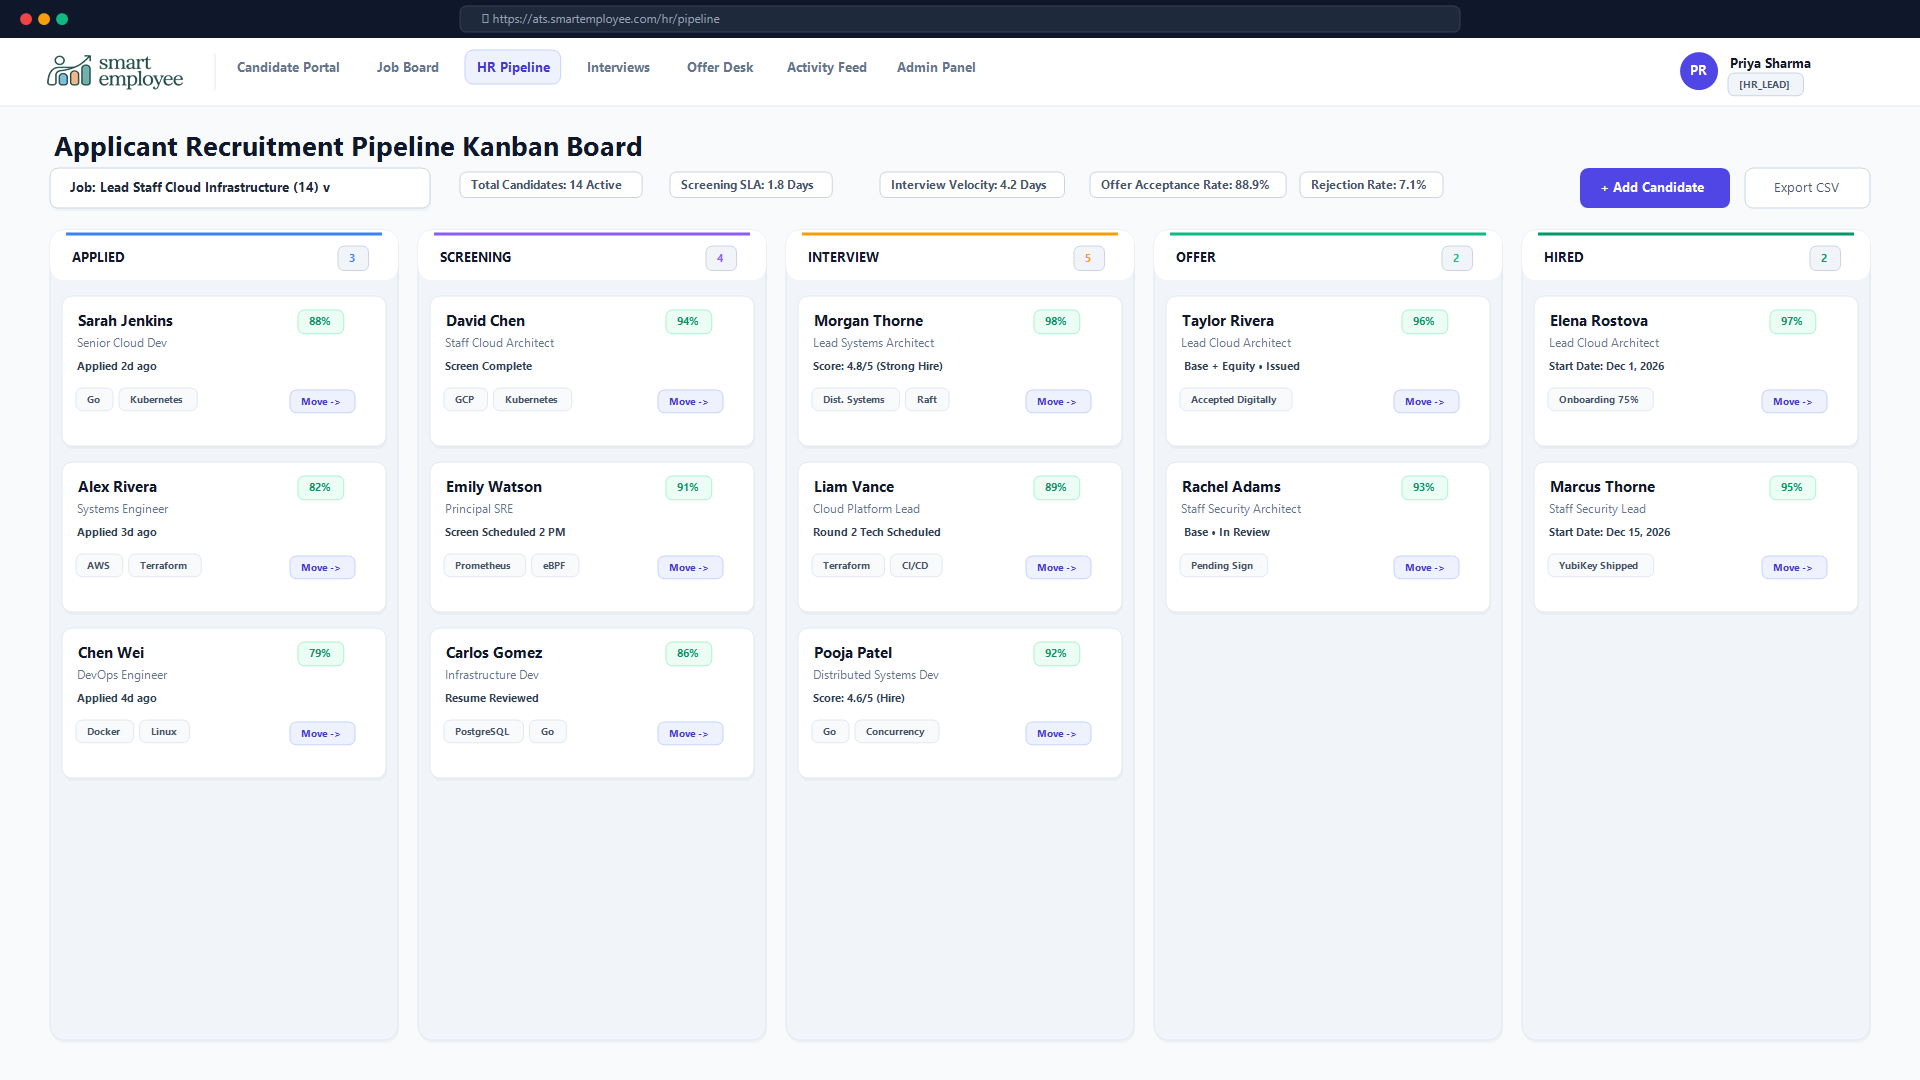 https://ats.smartemployee.com/hr/pipeline
smart
employee
Candidate Portal
Job Board
HR Pipeline
Interviews
Offer Desk
Activity Feed
Admin Panel
PR
Priya Sharma
[HR_LEAD]
Applicant Recruitment Pipeline Kanban Board
Job: Lead Staff Cloud Infrastructure (14) v
Total Candidates: 14 Active
Screening SLA: 1.8 Days
Interview Velocity: 4.2 Days
Offer Acceptance Rate: 88.9%
Rejection Rate: 7.1%
+ Add Candidate
Export CSV
APPLIED
3
Sarah Jenkins
88%
Senior Cloud Dev
Applied 2d ago
Go
Kubernetes
Move ->
Alex Rivera
82%
Systems Engineer
Applied 3d ago
AWS
Terraform
Move ->
Chen Wei
79%
DevOps Engineer
Applied 4d ago
Docker
Linux
Move ->
SCREENING
4
David Chen
94%
Staff Cloud Architect
Screen Complete
GCP
Kubernetes
Move ->
Emily Watson
91%
Principal SRE
Screen Scheduled 2 PM
Prometheus
eBPF
Move ->
Carlos Gomez
86%
Infrastructure Dev
Resume Reviewed
PostgreSQL
Go
Move ->
INTERVIEW
5
Morgan Thorne
98%
Lead Systems Architect
Score: 4.8/5 (Strong Hire)
Dist. Systems
Raft
Move ->
Liam Vance
89%
Cloud Platform Lead
Round 2 Tech Scheduled
Terraform
CI/CD
Move ->
Pooja Patel
92%
Distributed Systems Dev
Score: 4.6/5 (Hire)
Go
Concurrency
Move ->
OFFER
2
Taylor Rivera
96%
Lead Cloud Architect
Base + Equity • Issued
Accepted Digitally
Move ->
Rachel Adams
93%
Staff Security Architect
Base • In Review
Pending Sign
Move ->
HIRED
2
Elena Rostova
97%
Lead Cloud Architect
Start Date: Dec 1, 2026
Onboarding 75%
Move ->
Marcus Thorne
95%
Staff Security Lead
Start Date: Dec 15, 2026
YubiKey Shipped
Move ->